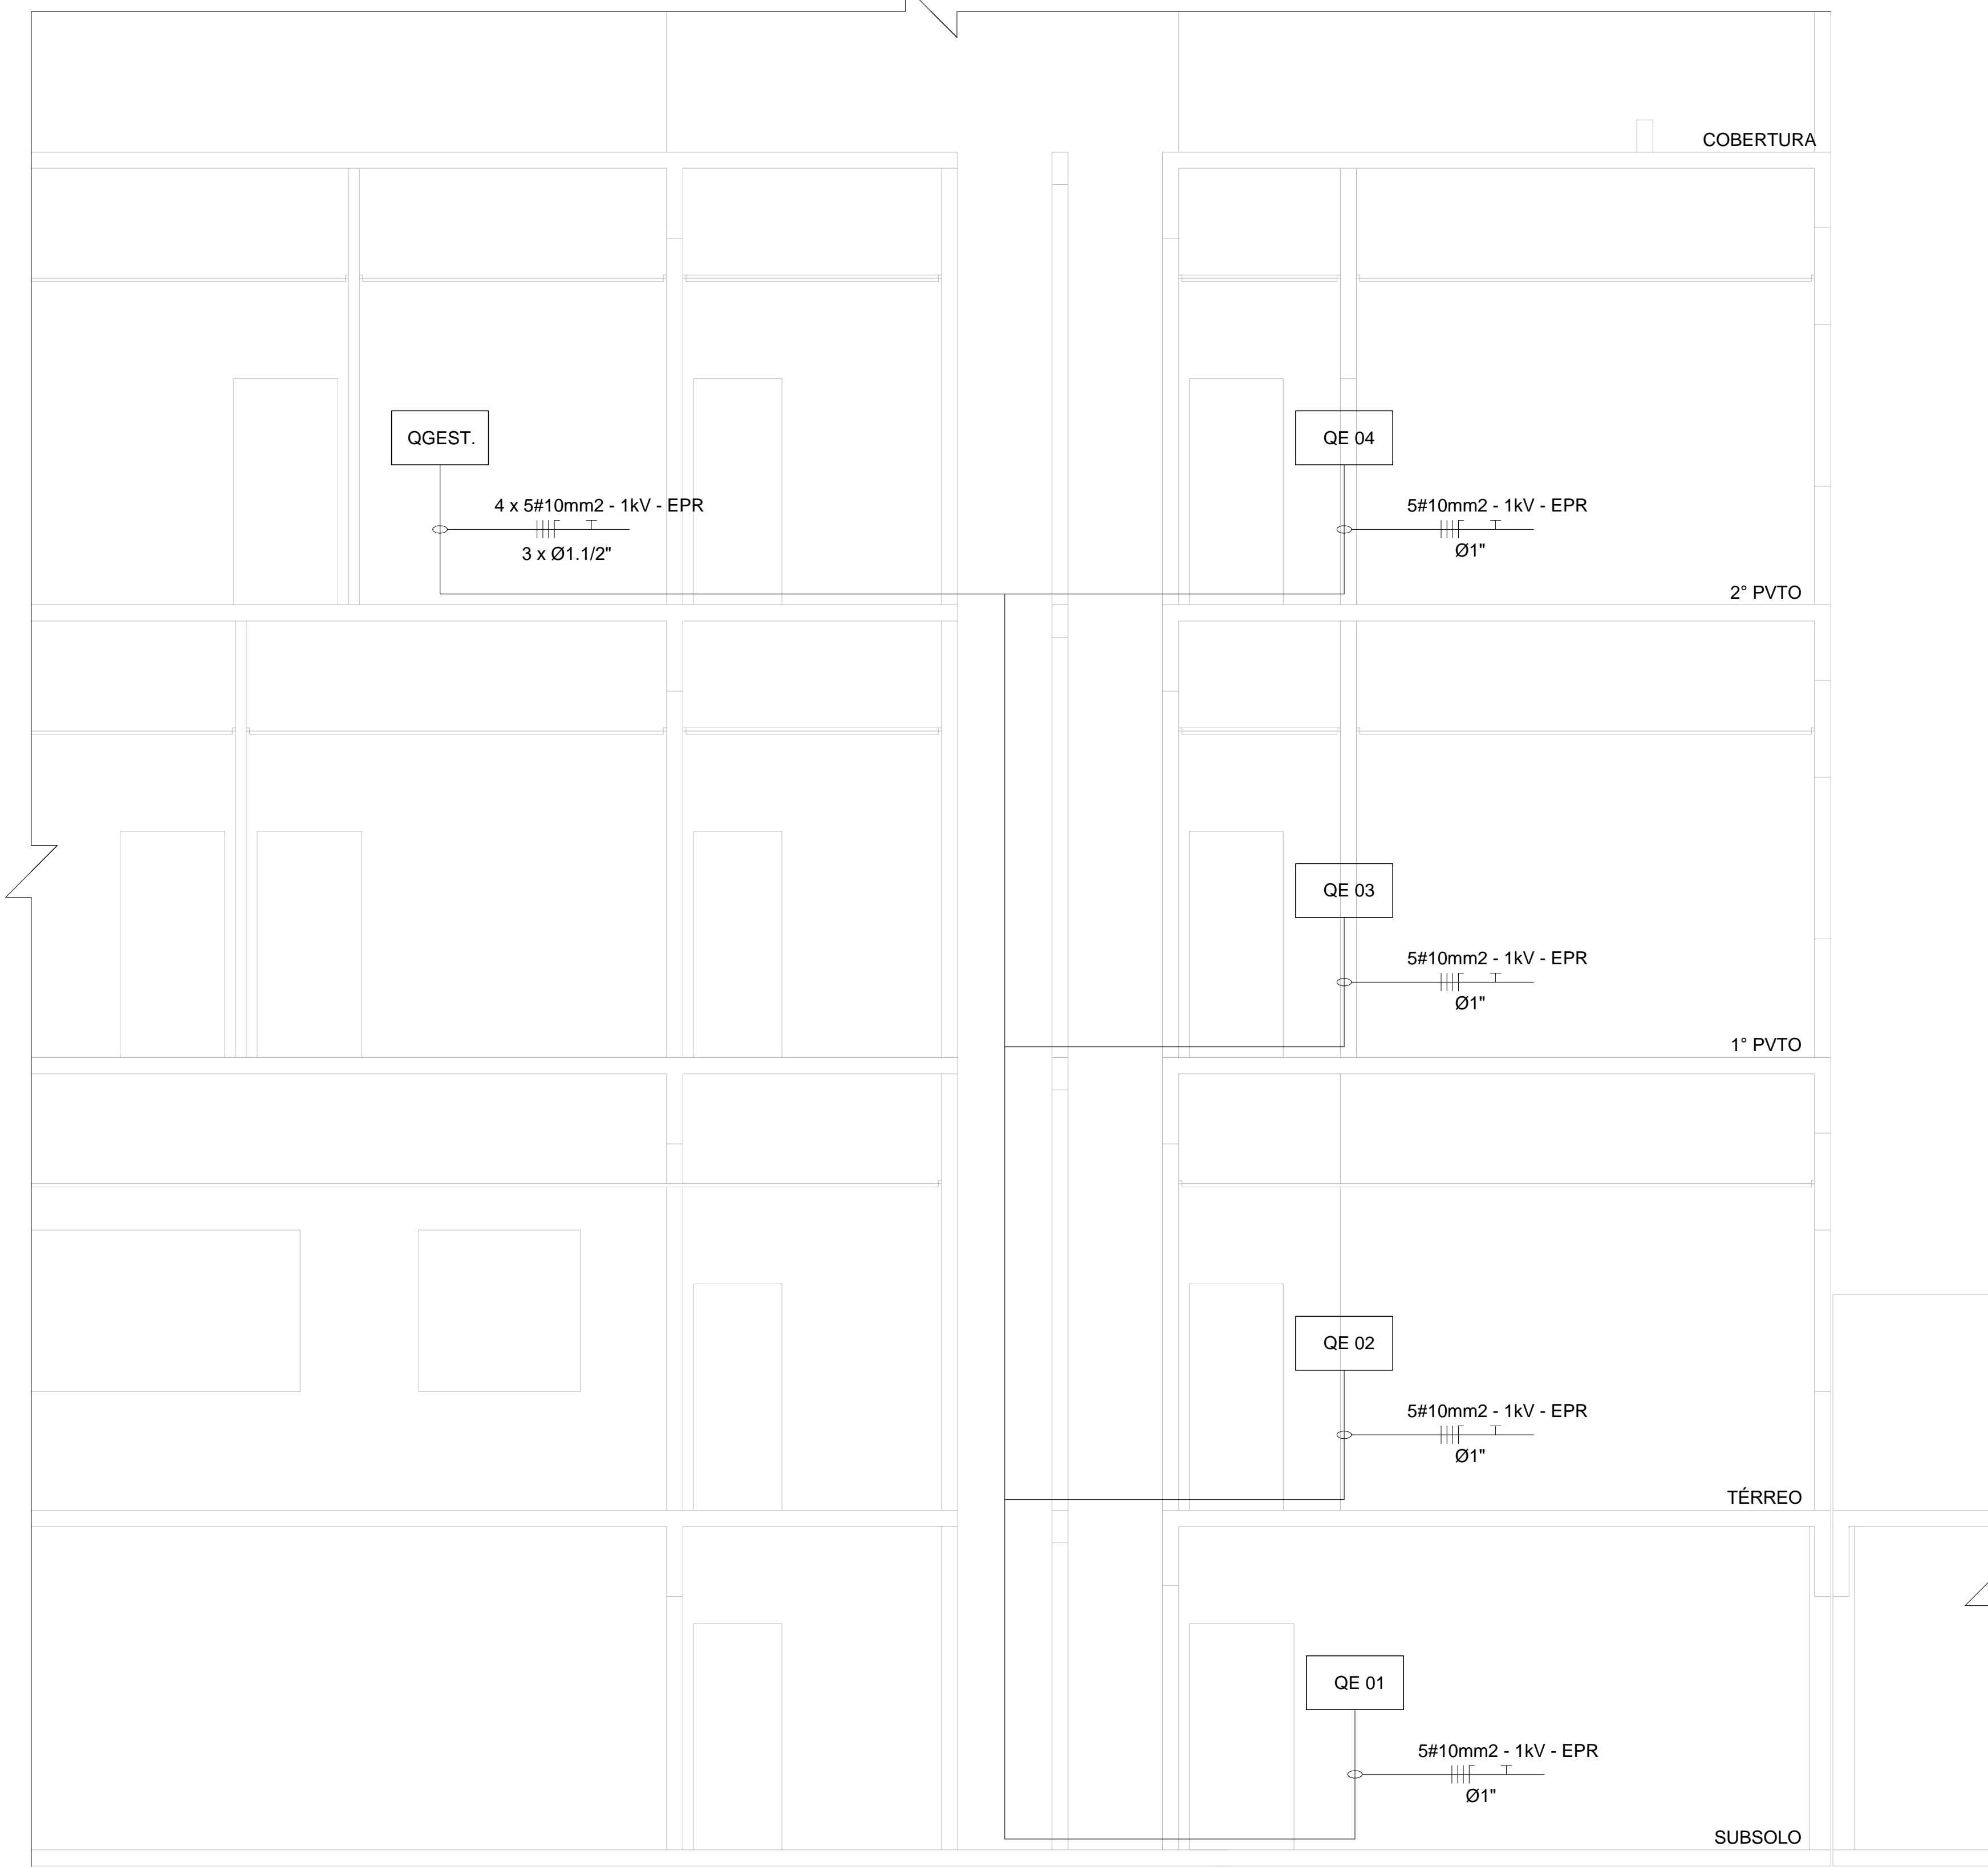 COBERTURA
QGEST.
QE 04
4 x 5#10mm2 - 1kV - EPR
3 x Ø1.1/2"
5#10mm2 - 1kV - EPR
Ø1"
2° PVTO
QE 03
5#10mm2 - 1kV - EPR
Ø1"
1° PVTO
QE 02
5#10mm2 - 1kV - EPR
Ø1"
TÉRREO
QE 01
5#10mm2 - 1kV - EPR
Ø1"
SUBSOLO